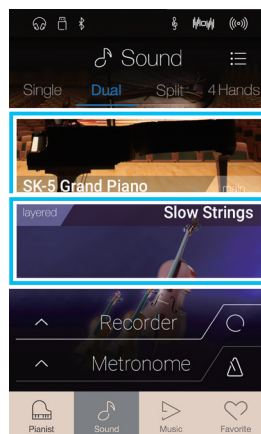 Sound
Single Dual Split 4 Hands
SK-5 Grand Piano main
layered Slow Strings
Recorder
Metronome
Pianist Sound Music Favorite